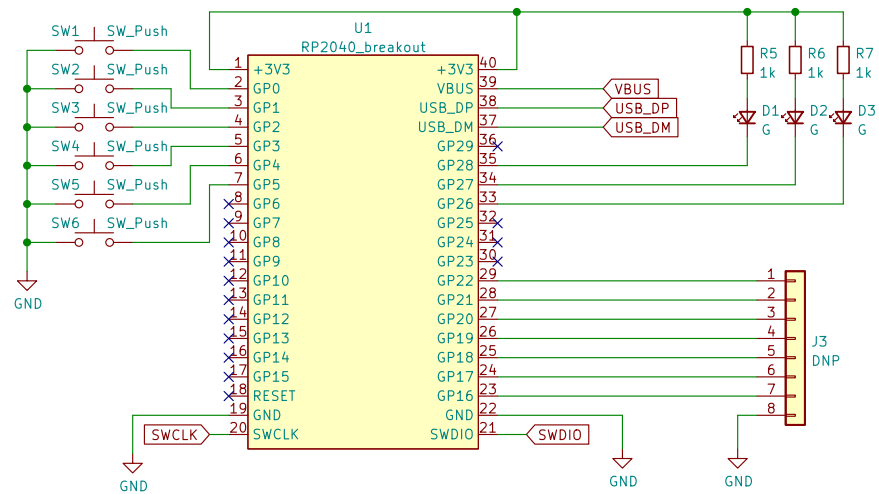 U1
RP2040_breakout
SW1 SW_Push
SW2 SW_Push
SW3 SW_Push
SW4 SW_Push
SW5 SW_Push
SW6 SW_Push
GND
1 +3V3
2 GP0
3 GP1
4 GP2
5 GP3
6 GP4
7 GP5
8 GP6
9 GP7
10 GP8
11 GP9
12 GP10
13 GP11
14 GP12
15 GP13
16 GP14
17 GP15
18 RESET
19 GND
20 SWCLK
SWCLK
GND
+3V3 40
VBUS 39
USB_DP 38
USB_DM 37
GP29 36
GP28 35
GP27 34
GP26 33
GP25 32
GP24 31
GP23 30
GP22 29
GP21 28
GP20 27
GP19 26
GP18 25
GP17 24
GP16 23
GND 22
SWDIO 21
VBUS
USB_DP
USB_DM
SWDIO
GND
R5 R6 R7
1k 1k 1k
D1 D2 D3
G G G
1
2
3
4
5
6
7
8
J3
DNP
GND